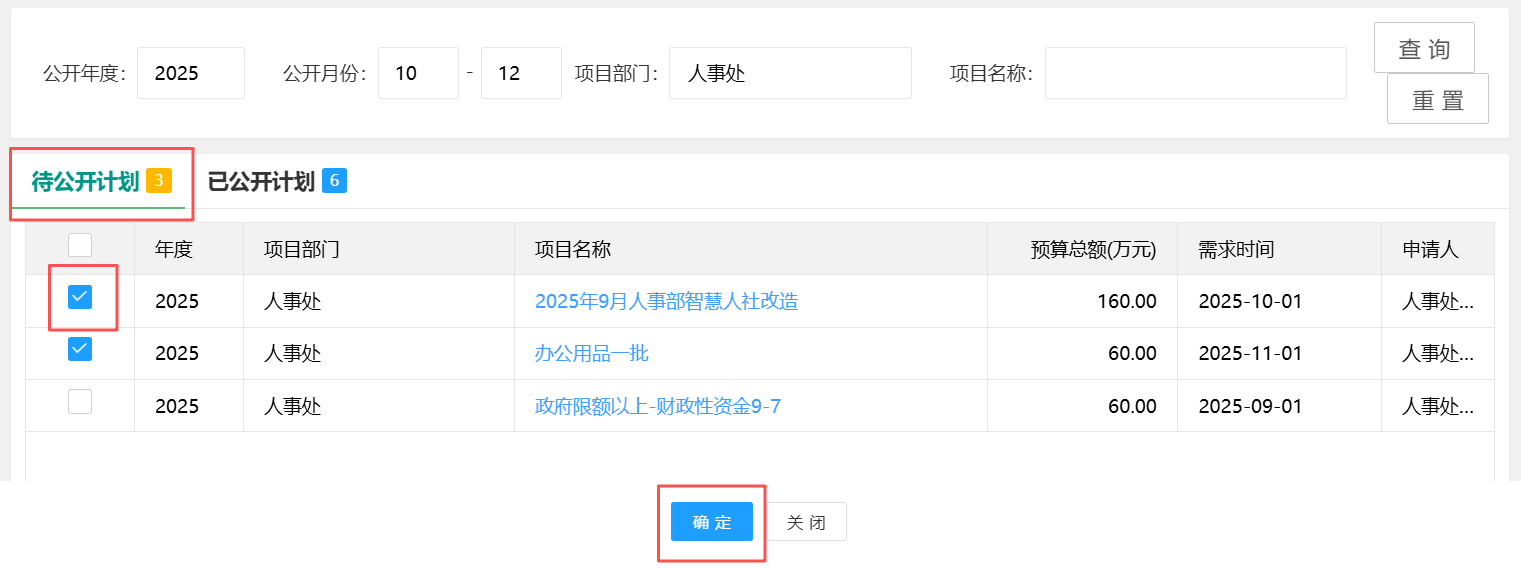 公开年度： 2025 公开月份： 10 - 12 项目部门： 人事处 项目名称： 查 询
重 置
待公开计划 3 已公开计划 6
年度 项目部门 项目名称 预算总额(万元) 需求时间 申请人
2025 人事处 2025年9月人事部智慧人社改造 160.00 2025-10-01 人事处...
2025 人事处 办公用品一批 60.00 2025-11-01 人事处...
2025 人事处 政府限额以上-财政性资金9-7 60.00 2025-09-01 人事处...
确 定 关 闭